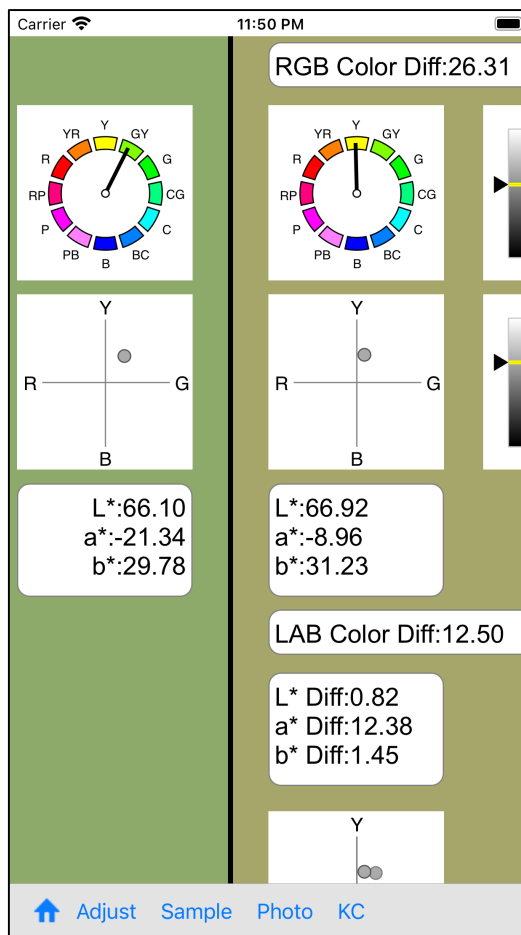 Carrier 11:50 PM
RGB Color Diff:26.31
Y
YR GY
R G
RP CG
P C
PB BC
B
Y
YR GY
R G
RP CG
P C
PB BC
B
Y
R G
B
Y
R G
B
L*:66.10
a*:-21.34
b*:29.78
L*:66.92
a*:-8.96
b*:31.23
LAB Color Diff:12.50
L* Diff:0.82
a* Diff:12.38
b* Diff:1.45
Y
Adjust Sample Photo KC